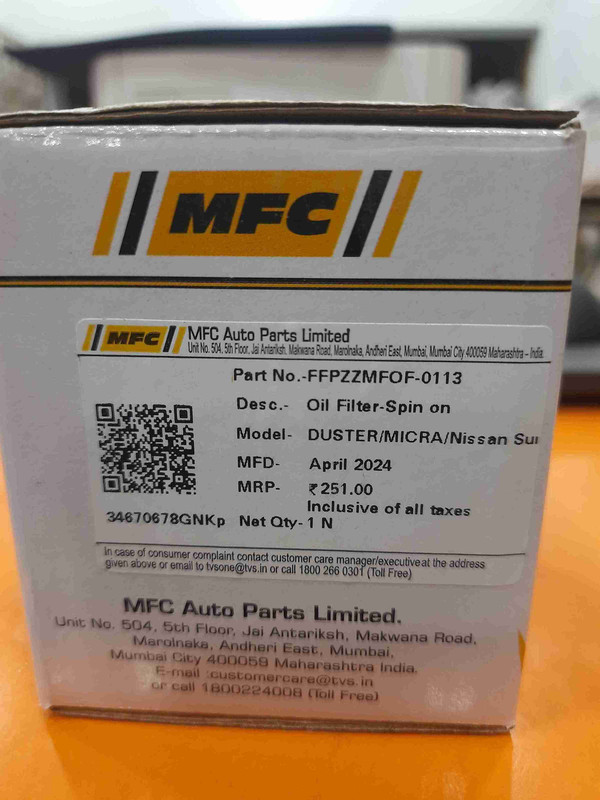 MFC
MFC
MFC Auto Parts Limited
Unit No. 504, 5th Floor, Jai Antariksh, Makwana Road, Marolnaka, Andheri East, Mumbai, Mumbai City 400059 Maharashtra - India.
Part No.-FFPZZMFOF-0113
Desc.- Oil Filter-Spin on
Model- DUSTER/MICRA/Nissan Sun
MFD- April 2024
MRP- ₹251.00
Inclusive of all taxes
34670678GNKp Net Qty- 1 N
In case of consumer complaint contact customer care manager/executive at the address
given above or email to tvsone@tvs.in or call 1800 266 0301 (Toll Free)
MFC Auto Parts Limited.
Unit No. 504, 5th Floor, Jai Antariksh, Makwana Road,
Marolnaka, Andheri East, Mumbai,
Mumbai City 400059 Maharashtra India.
E-mail :customercare@tvs.in
or call 1800224008 (Toll Free)